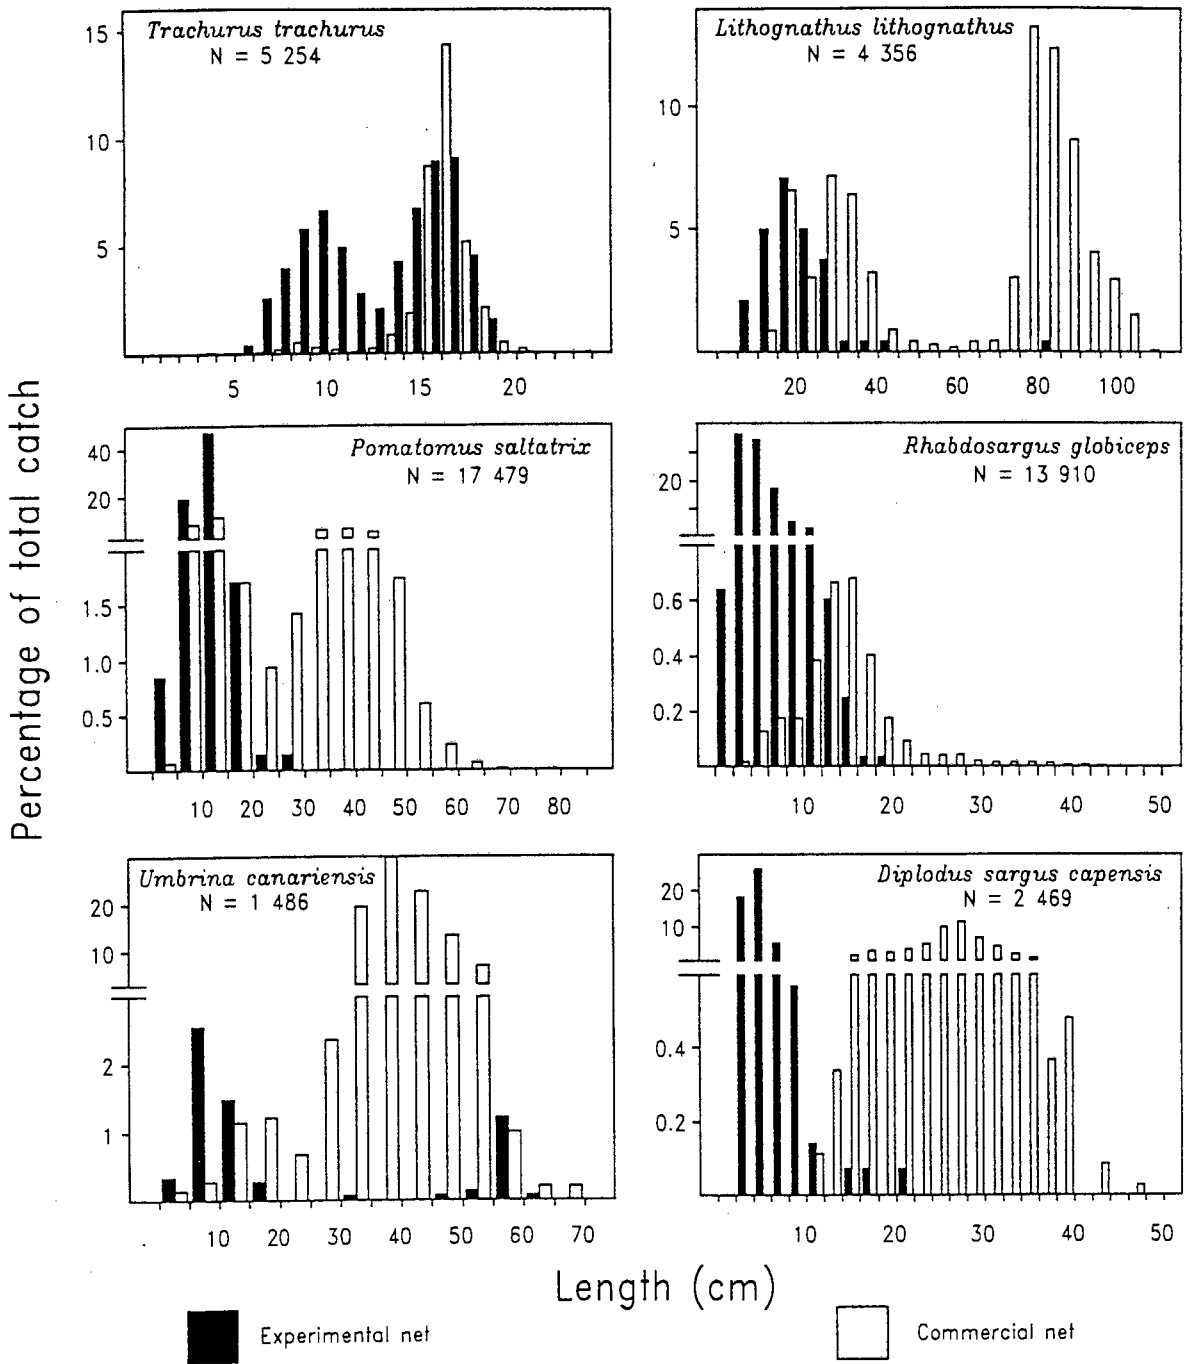 Percentage of total catch
Trachurus trachurus
N = 5 254
15
10
5
5 10 15 20
Lithognathus lithognathus
N = 4 356
10
5
20 40 60 80 100
Pomatomus saltatrix
N = 17 479
40
20
1.5
1.0
0.5
10 20 30 40 50 60 70 80
Rhabdosargus globiceps
N = 13 910
20
0.6
0.4
0.2
10 20 30 40 50
Umbrina canariensis
N = 1 486
20
10
2
1
10 20 30 40 50 60 70
Diplodus sargus capensis
N = 2 469
20
10
0.4
0.2
10 20 30 40 50
Length (cm)
Experimental net
Commercial net